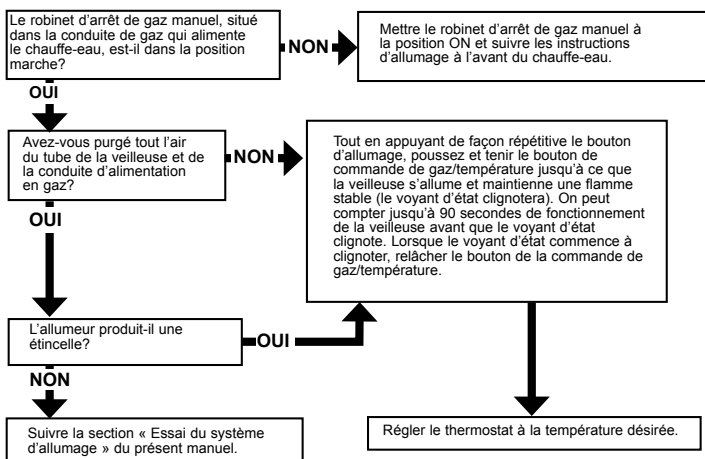 Le robinet d'arrêt de gaz manuel, situé
dans la conduite de gaz qui alimente
le chauffe-eau, est-il dans la position
marche?
NON
Mettre le robinet d'arrêt de gaz manuel à
la position ON et suivre les instructions
d'allumage à l'avant du chauffe-eau.
OUI
Avez-vous purgé tout l'air
du tube de la veilleuse et de
la conduite d'alimentation
en gaz?
NON
Tout en appuyant de façon répétitive le bouton
d'allumage, poussez et tenir le bouton de
commande de gaz/température jusqu'à ce que
la veilleuse s'allume et maintienne une flamme
stable (le voyant d'état clignotera). On peut
compter jusqu'à 90 secondes de fonctionnement
de la veilleuse avant que le voyant d'état
clignote. Lorsque le voyant d'état commence à
clignoter, relâcher le bouton de la commande de
gaz/température.
OUI
L'allumeur produit-il une
étincelle?
OUI
NON
Suivre la section « Essai du système
d'allumage » du présent manuel.
Régler le thermostat à la température désirée.